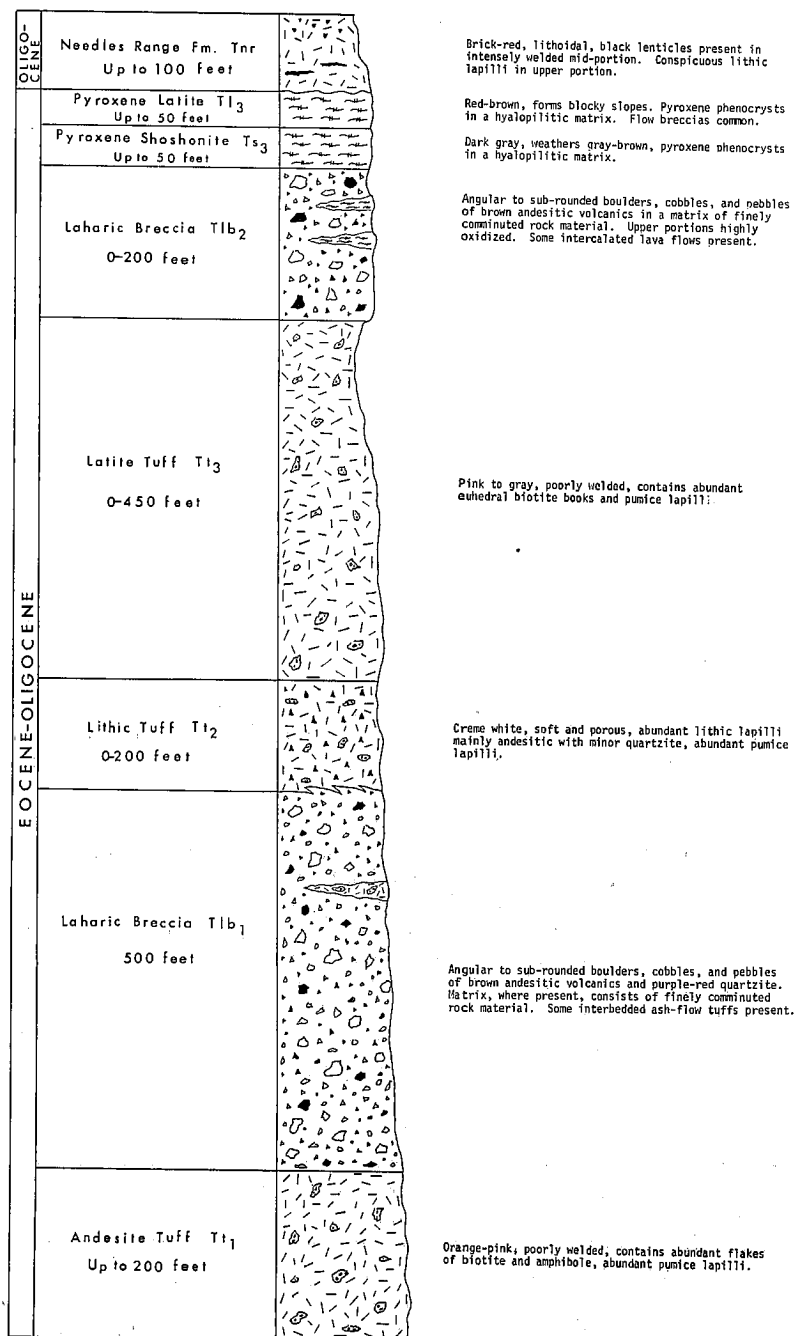 OLIGO-
CENE
Needles Range Fm. Tnr
Up to 100 feet
Brick-red, lithoidal, black lenticles present in
intensely welded mid-portion. Conspicuous lithic
lapilli in upper portion.
Pyroxene Latite Tl3
Up to 50 feet
Red-brown, forms blocky slopes. Pyroxene phenocrysts
in a hyalopilitic matrix. Flow breccias common.
Pyroxene Shoshonite Ts3
Up to 50 feet
Dark gray, weathers gray-brown, pyroxene phenocrysts
in a hyalopilitic matrix.
Laharic Breccia Tlb2
0-200 feet
Angular to sub-rounded boulders, cobbles, and pebbles
of brown andesitic volcanics in a matrix of finely
comminuted rock material. Upper portions highly
oxidized. Some intercalated lava flows present.
EOCENE-OLIGOCENE
Latite Tuff Tt3
0-450 feet
Pink to gray, poorly welded, contains abundant
euhedral biotite books and pumice lapilli.
Lithic Tuff Tt2
0-200 feet
Creme white, soft and porous, abundant lithic lapilli
mainly andesitic with minor quartzite, abundant pumice
lapilli.
Laharic Breccia Tlb1
500 feet
Angular to sub-rounded boulders, cobbles, and pebbles
of brown andesitic volcanics and purple-red quartzite.
Matrix, where present, consists of finely comminuted
rock material. Some interbedded ash-flow tuffs present.
Andesite Tuff Tt1
Up to 200 feet
Orange-pink, poorly welded, contains abundant flakes
of biotite and amphibole, abundant pumice lapilli.